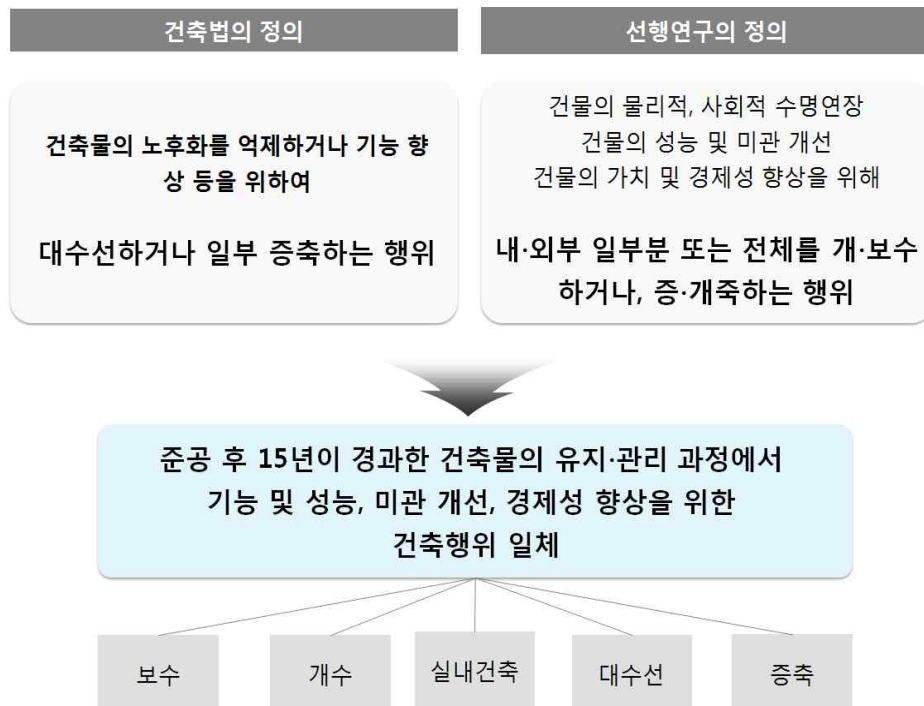 건축법의 정의
선행연구의 정의
건축물의 노후화를 억제하거나 기능 향
상 등을 위하여
대수선하거나 일부 증축하는 행위
건물의 물리적, 사회적 수명연장
건물의 성능 및 미관 개선
건물의 가치 및 경제성 향상을 위해
내·외부 일부분 또는 전체를 개·보수
하거나, 증·개죽하는 행위
준공 후 15년이 경과한 건축물의 유지·관리 과정에서
기능 및 성능, 미관 개선, 경제성 향상을 위한
건축행위 일체
보수
개수
실내건축
대수선
증축